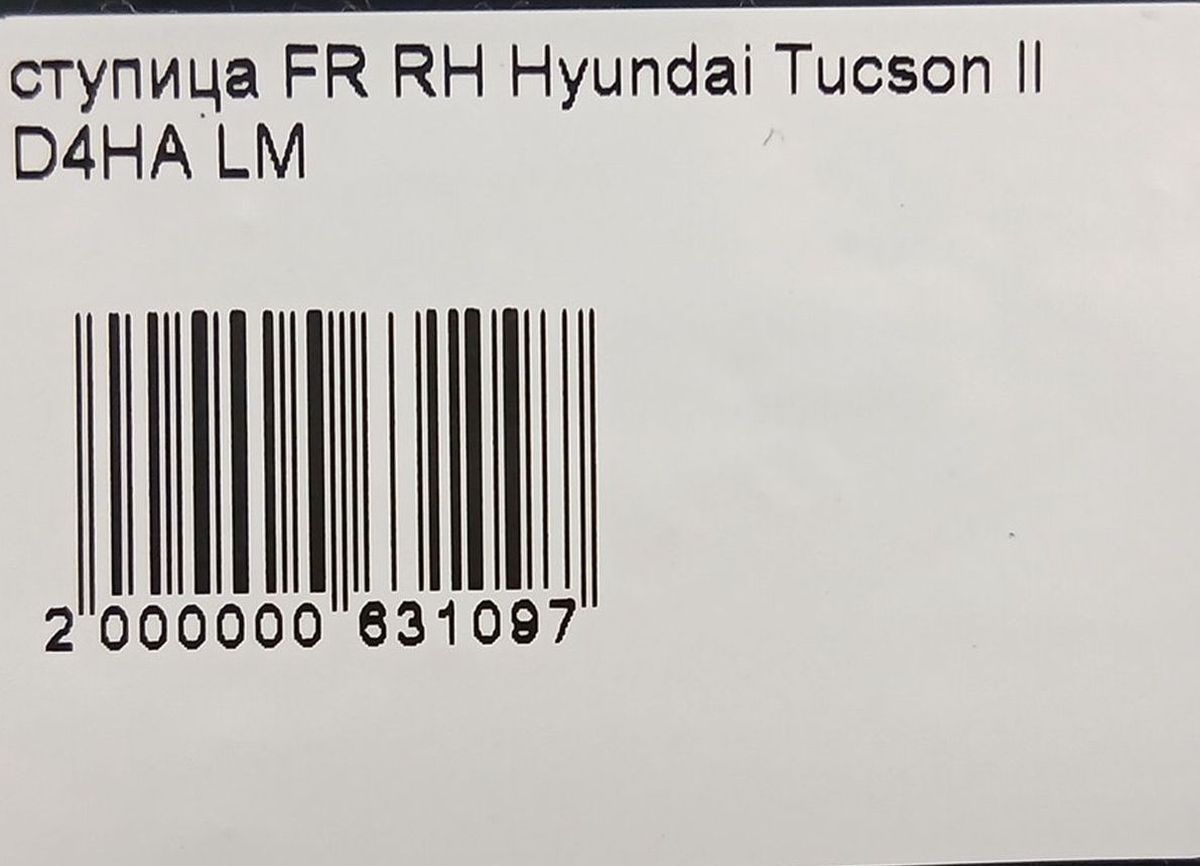 ступица FR RH Hyundai Tucson II
D4HA LM
2 000000 631097